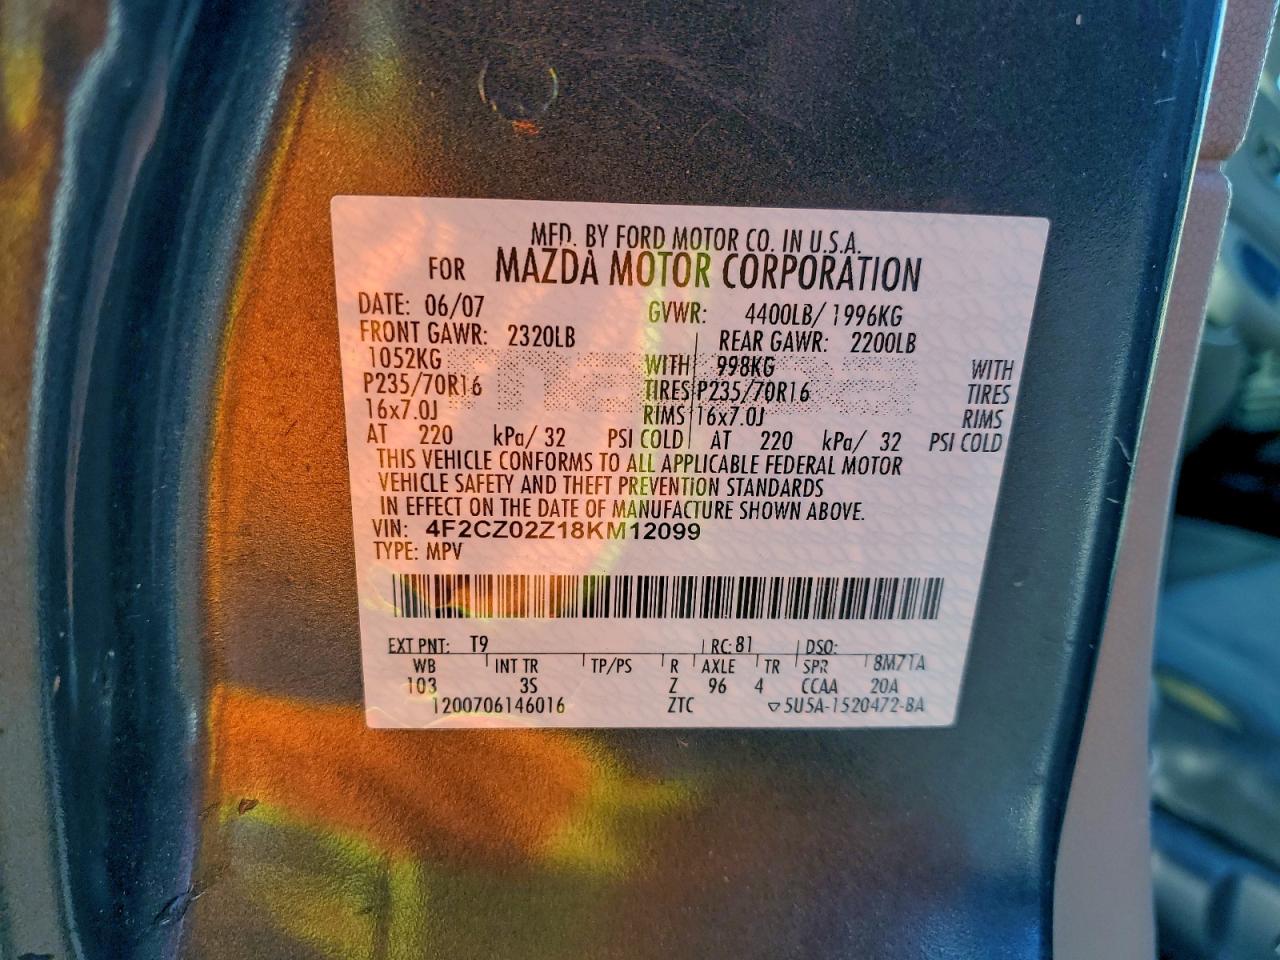 MFD. BY FORD MOTOR CO. IN U.S.A.
FOR MAZDA MOTOR CORPORATION
DATE: 06/07 GVWR: 4400LB/ 1996KG
FRONT GAWR: 2320LB REAR GAWR: 2200LB
1052KG WITH 998KG WITH
P235/70R16 TIRES P235/70R16 TIRES
16x7.0J RIMS 16x7.0J RIMS
AT 220 kPa/ 32 PSI COLD AT 220 kPa/ 32 PSI COLD
THIS VEHICLE CONFORMS TO ALL APPLICABLE FEDERAL MOTOR
VEHICLE SAFETY AND THEFT PREVENTION STANDARDS
IN EFFECT ON THE DATE OF MANUFACTURE SHOWN ABOVE.
VIN: 4F2CZ02Z18KM12099
TYPE: MPV
EXT PNT: T9 RC: 81 DSO:
WB INT TR TP/PS R AXLE TR SPR 8M71A
103 3S Z 96 4 CCAA 20A
1200706146016 ZTC ▽5U5A-1520472-BA